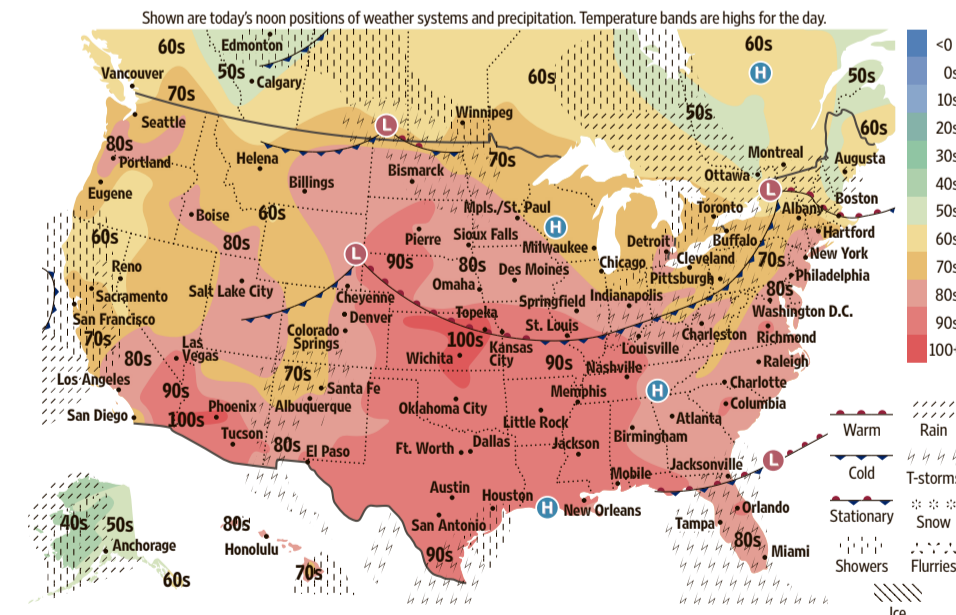 Shown are today's noon positions of weather systems and precipitation. Temperature bands are highs for the day.
60s
Edmonton
50s
Calgary
Vancouver
70s
Seattle
80s
Portland
Eugene
Helena
Billings
60s
Boise
60s
80s
Reno
Sacramento
San Francisco
70s
Salt Lake City
80s
Las
Vegas
Los Angeles
90s
San Diego
100s
Phoenix
Tucson
60s
Winnipeg
L
70s
Bismarck
Mpls./St. Paul
H
Pierre
Sioux Falls
Milwaukee
L
90s
80s
Des Moines
Chicago
Omaha
Cheyenne
Denver
Colorado
Springs
Springfield
Indianapolis
Topeka
St. Louis
100s
Kansas
City
Wichita
90s
Louisville
Nashville
70s
Santa Fe
Albuquerque
Oklahoma City
Memphis
Little Rock
80s
El Paso
Ft. Worth
Dallas
Jackson
Birmingham
Mobile
Austin
Houston
H
New Orleans
San Antonio
90s
60s
H
50s
50s
60s
Montreal
Ottawa
Augusta
L
Toronto
Albany
Boston
Detroit
Buffalo
Hartford
Cleveland
70s
New York
Pittsburgh
Philadelphia
80s
Washington D.C.
Charleston
Richmond
Raleigh
H
Charlotte
Columbia
Atlanta
Jacksonville
L
Orlando
Tampa
80s
Miami
40s
50s
Anchorage
60s
80s
Honolulu
70s
<0
0s
10s
20s
30s
40s
50s
60s
70s
80s
90s
100+
Warm
Rain
Cold
T-storms
Stationary
Snow
Showers
Flurries
Ice